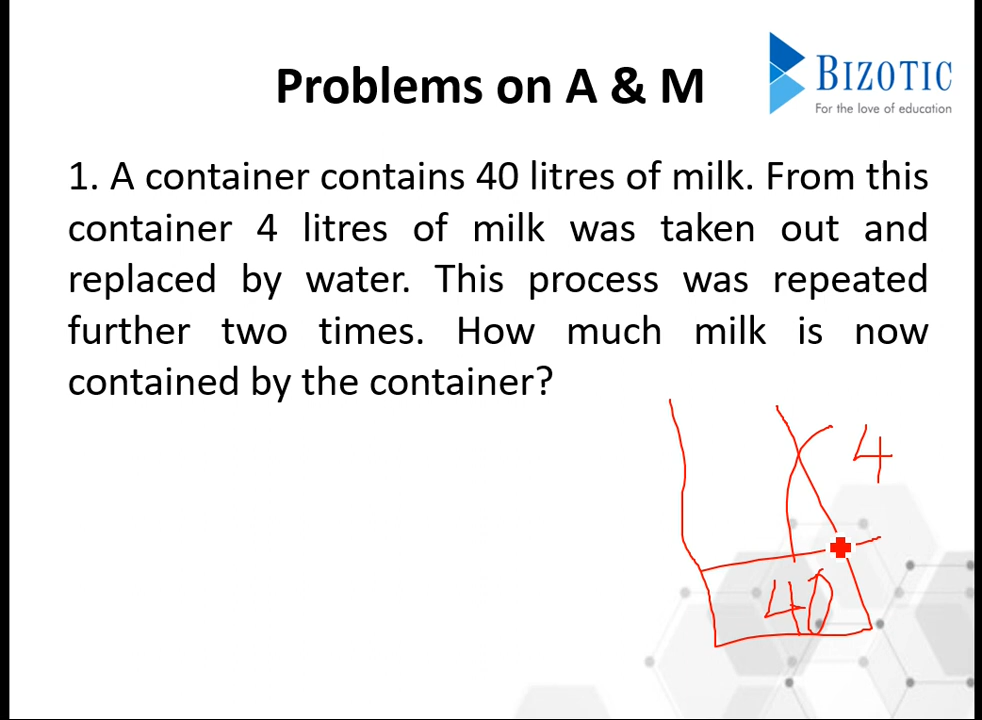 Problems on A & M
BIZOTIC
For the love of education
1. A container contains 40 litres of milk. From this
container 4 litres of milk was taken out and
replaced by water. This process was repeated
further two times. How much milk is now
contained by the container?
4
40